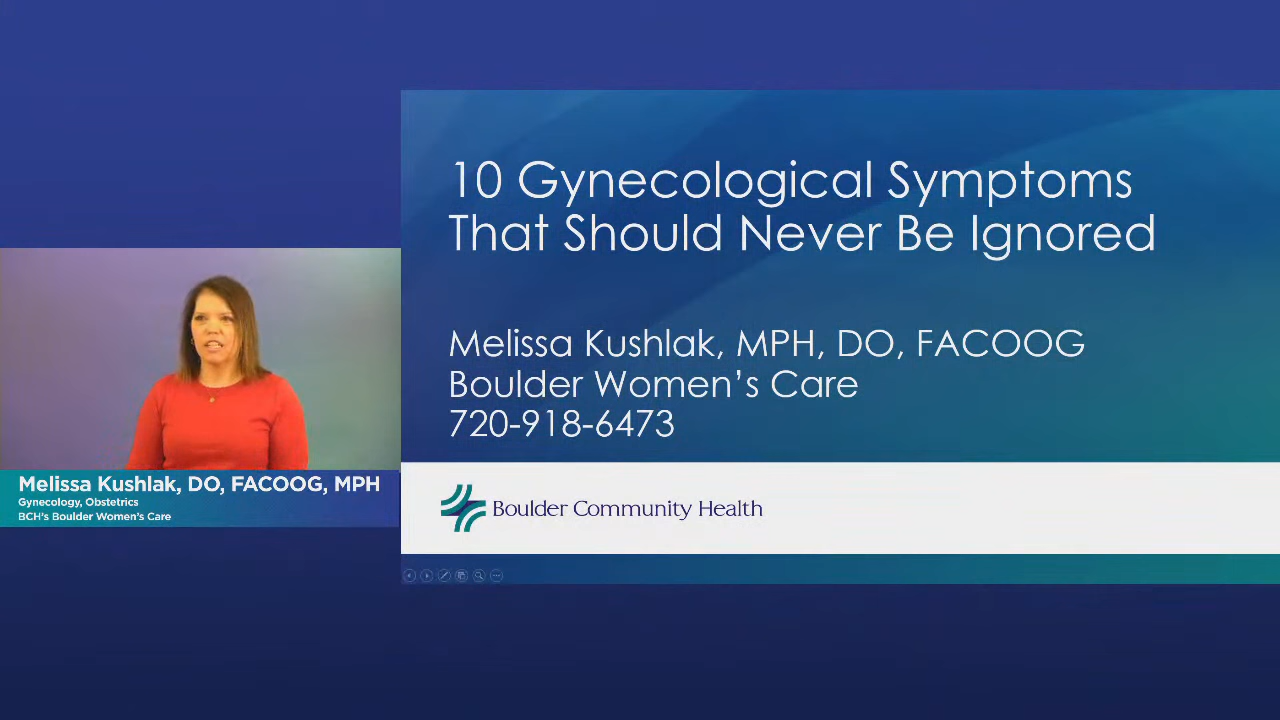 10 Gynecological Symptoms
That Should Never Be Ignored
Melissa Kushlak, MPH, DO, FACOOG
Boulder Women’s Care
720-918-6473
Melissa Kushlak, DO, FACOOG, MPH
Gynecology, Obstetrics
BCH’s Boulder Women’s Care
Boulder Community Health